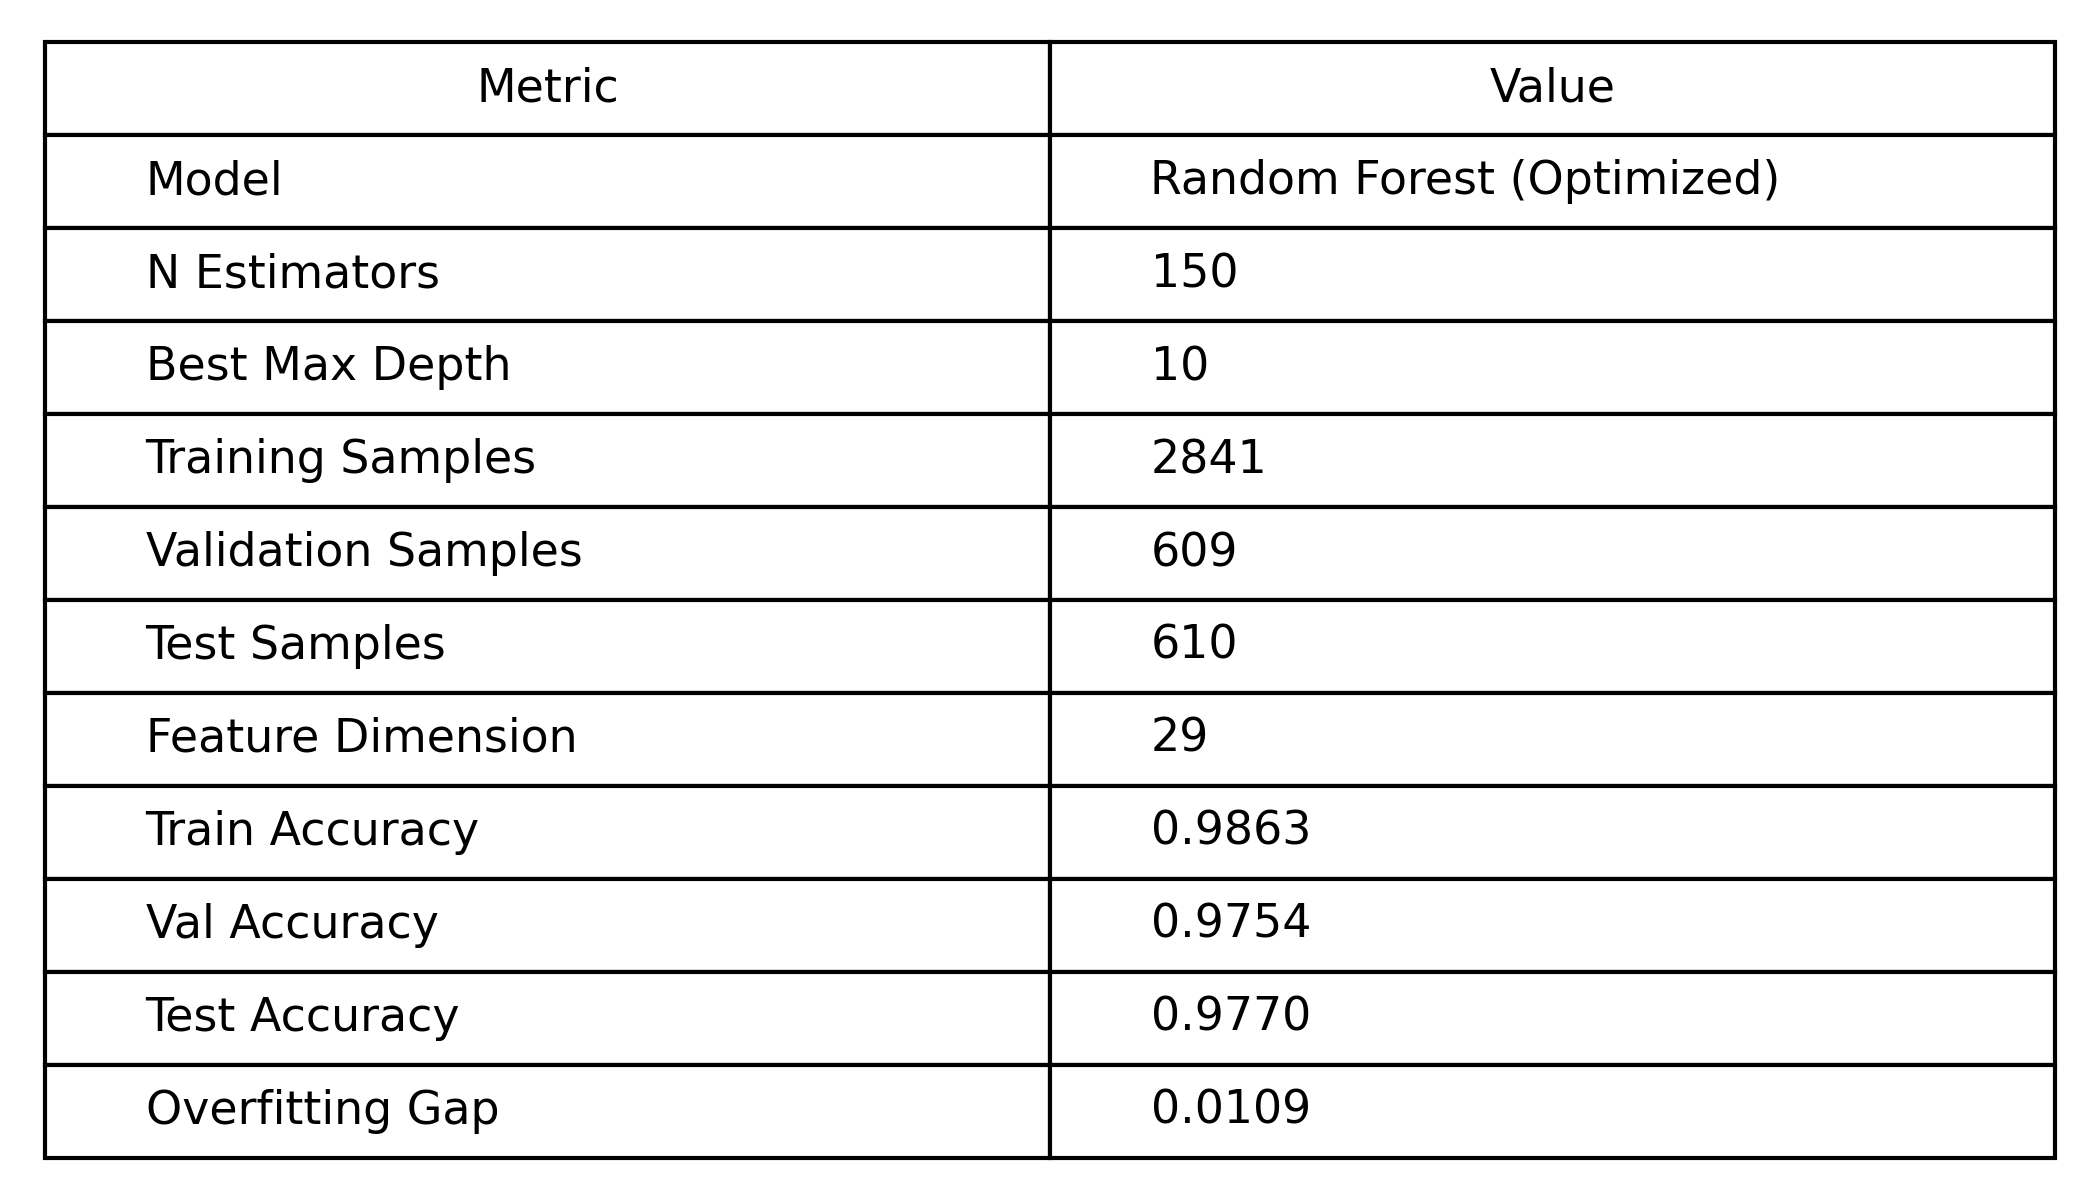 Metric Value
Model Random Forest (Optimized)
N Estimators 150
Best Max Depth 10
Training Samples 2841
Validation Samples 609
Test Samples 610
Feature Dimension 29
Train Accuracy 0.9863
Val Accuracy 0.9754
Test Accuracy 0.9770
Overfitting Gap 0.0109